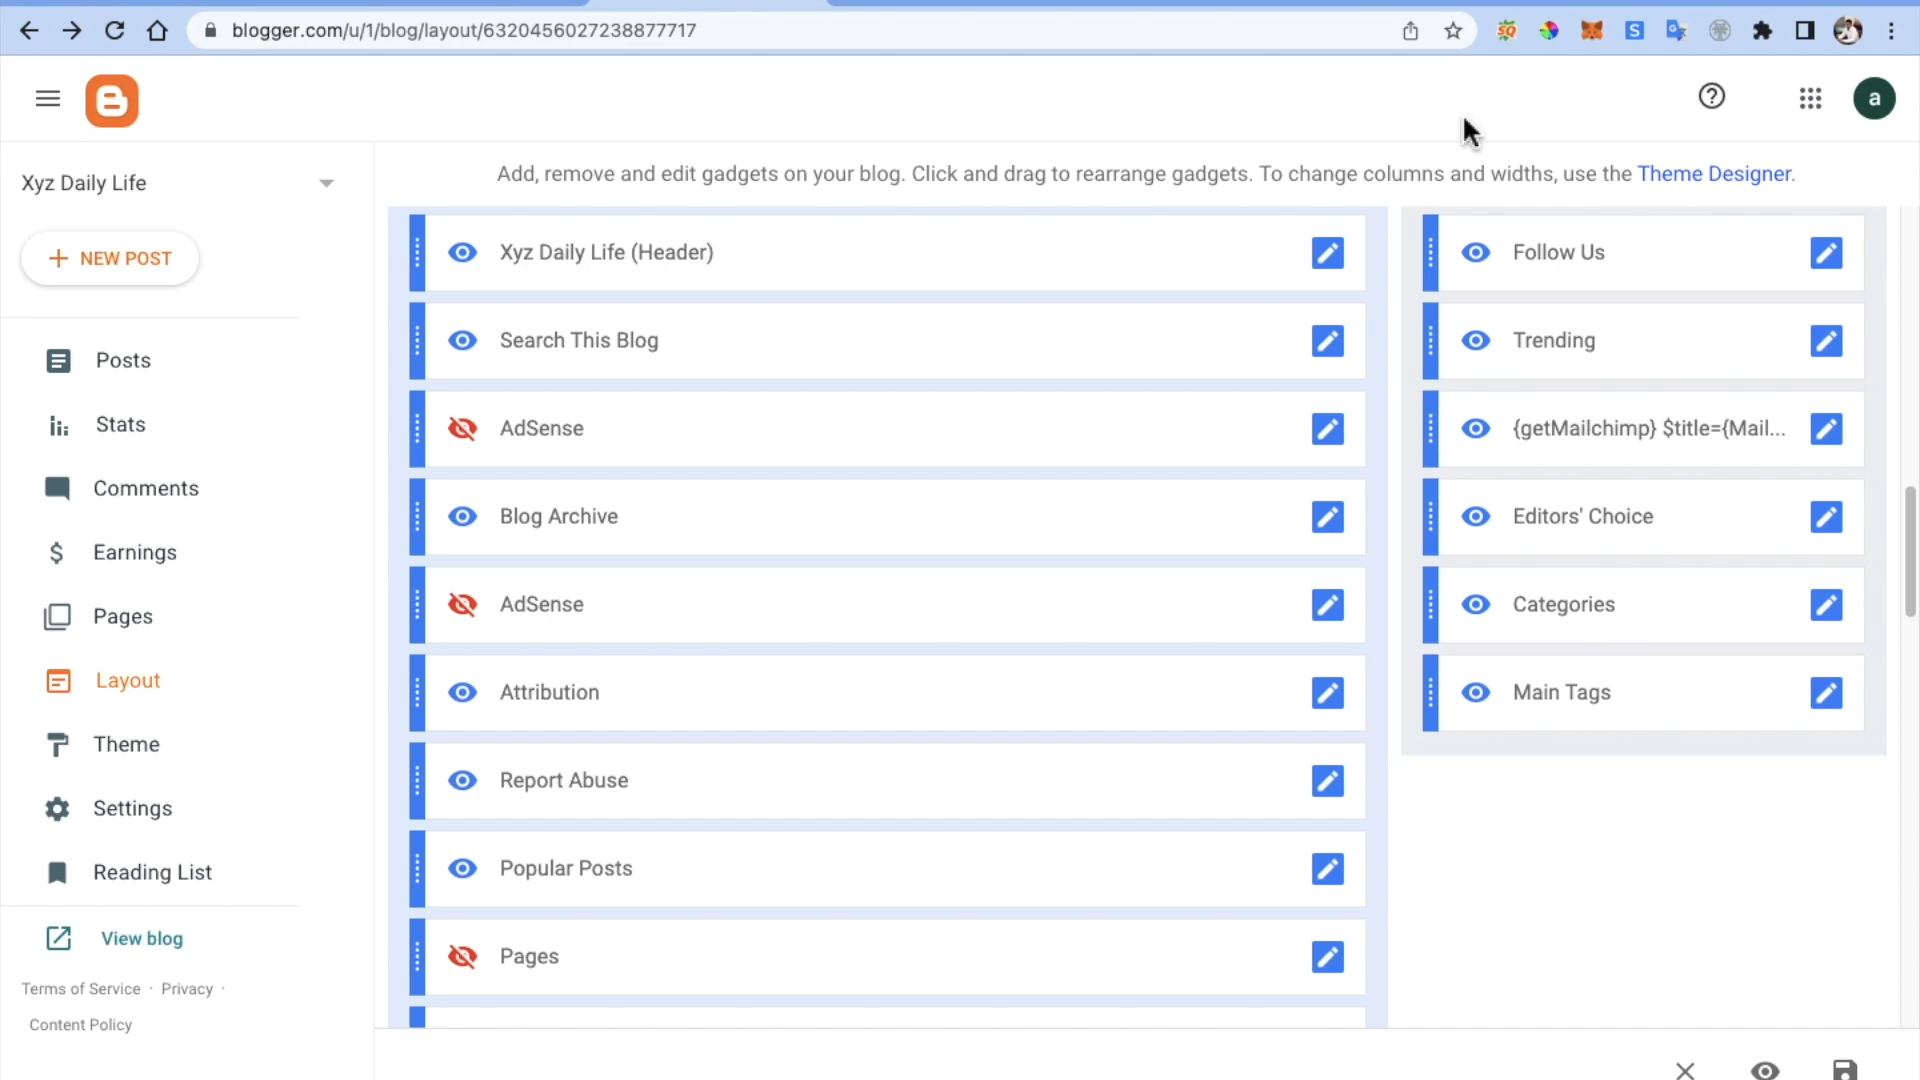 blogger.com/u/1/blog/layout/6320456027238877717
SQ
S
a
Add, remove and edit gadgets on your blog. Click and drag to rearrange gadgets. To change columns and widths, use the Theme Designer.
Xyz Daily Life
+ NEW POST
Posts
Stats
Comments
Earnings
Pages
Layout
Theme
Settings
Reading List
View blog
Terms of Service · Privacy ·
Content Policy
Xyz Daily Life (Header)
Search This Blog
AdSense
Blog Archive
AdSense
Attribution
Report Abuse
Popular Posts
Pages
Follow Us
Trending
{getMailchimp} $title={Mail...
Editors' Choice
Categories
Main Tags